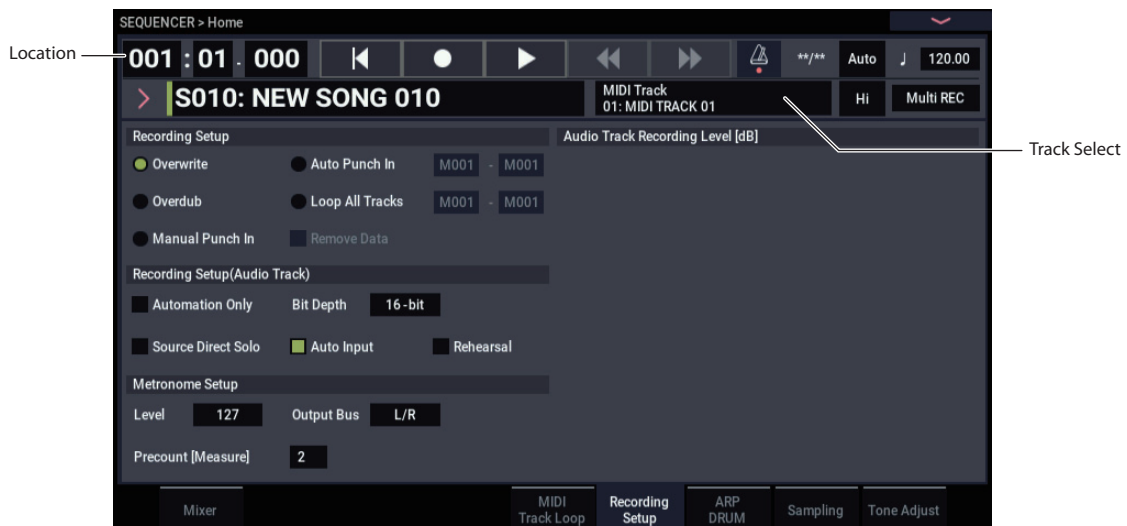 SEQUENCER > Home
Location
001 : 01 . 000
**/**
Auto
♩ 120.00
S010: NEW SONG 010
MIDI Track
01: MIDI TRACK 01
Hi
Multi REC
Track Select
Recording Setup
Audio Track Recording Level [dB]
Overwrite
Auto Punch In
M001 - M001
Overdub
Loop All Tracks
M001 - M001
Manual Punch In
Remove Data
Recording Setup(Audio Track)
Automation Only
Bit Depth
16-bit
Source Direct Solo
Auto Input
Rehearsal
Metronome Setup
Level
127
Output Bus
L/R
Precount [Measure]
2
Mixer
MIDI
Track Loop
Recording
Setup
ARP
DRUM
Sampling
Tone Adjust